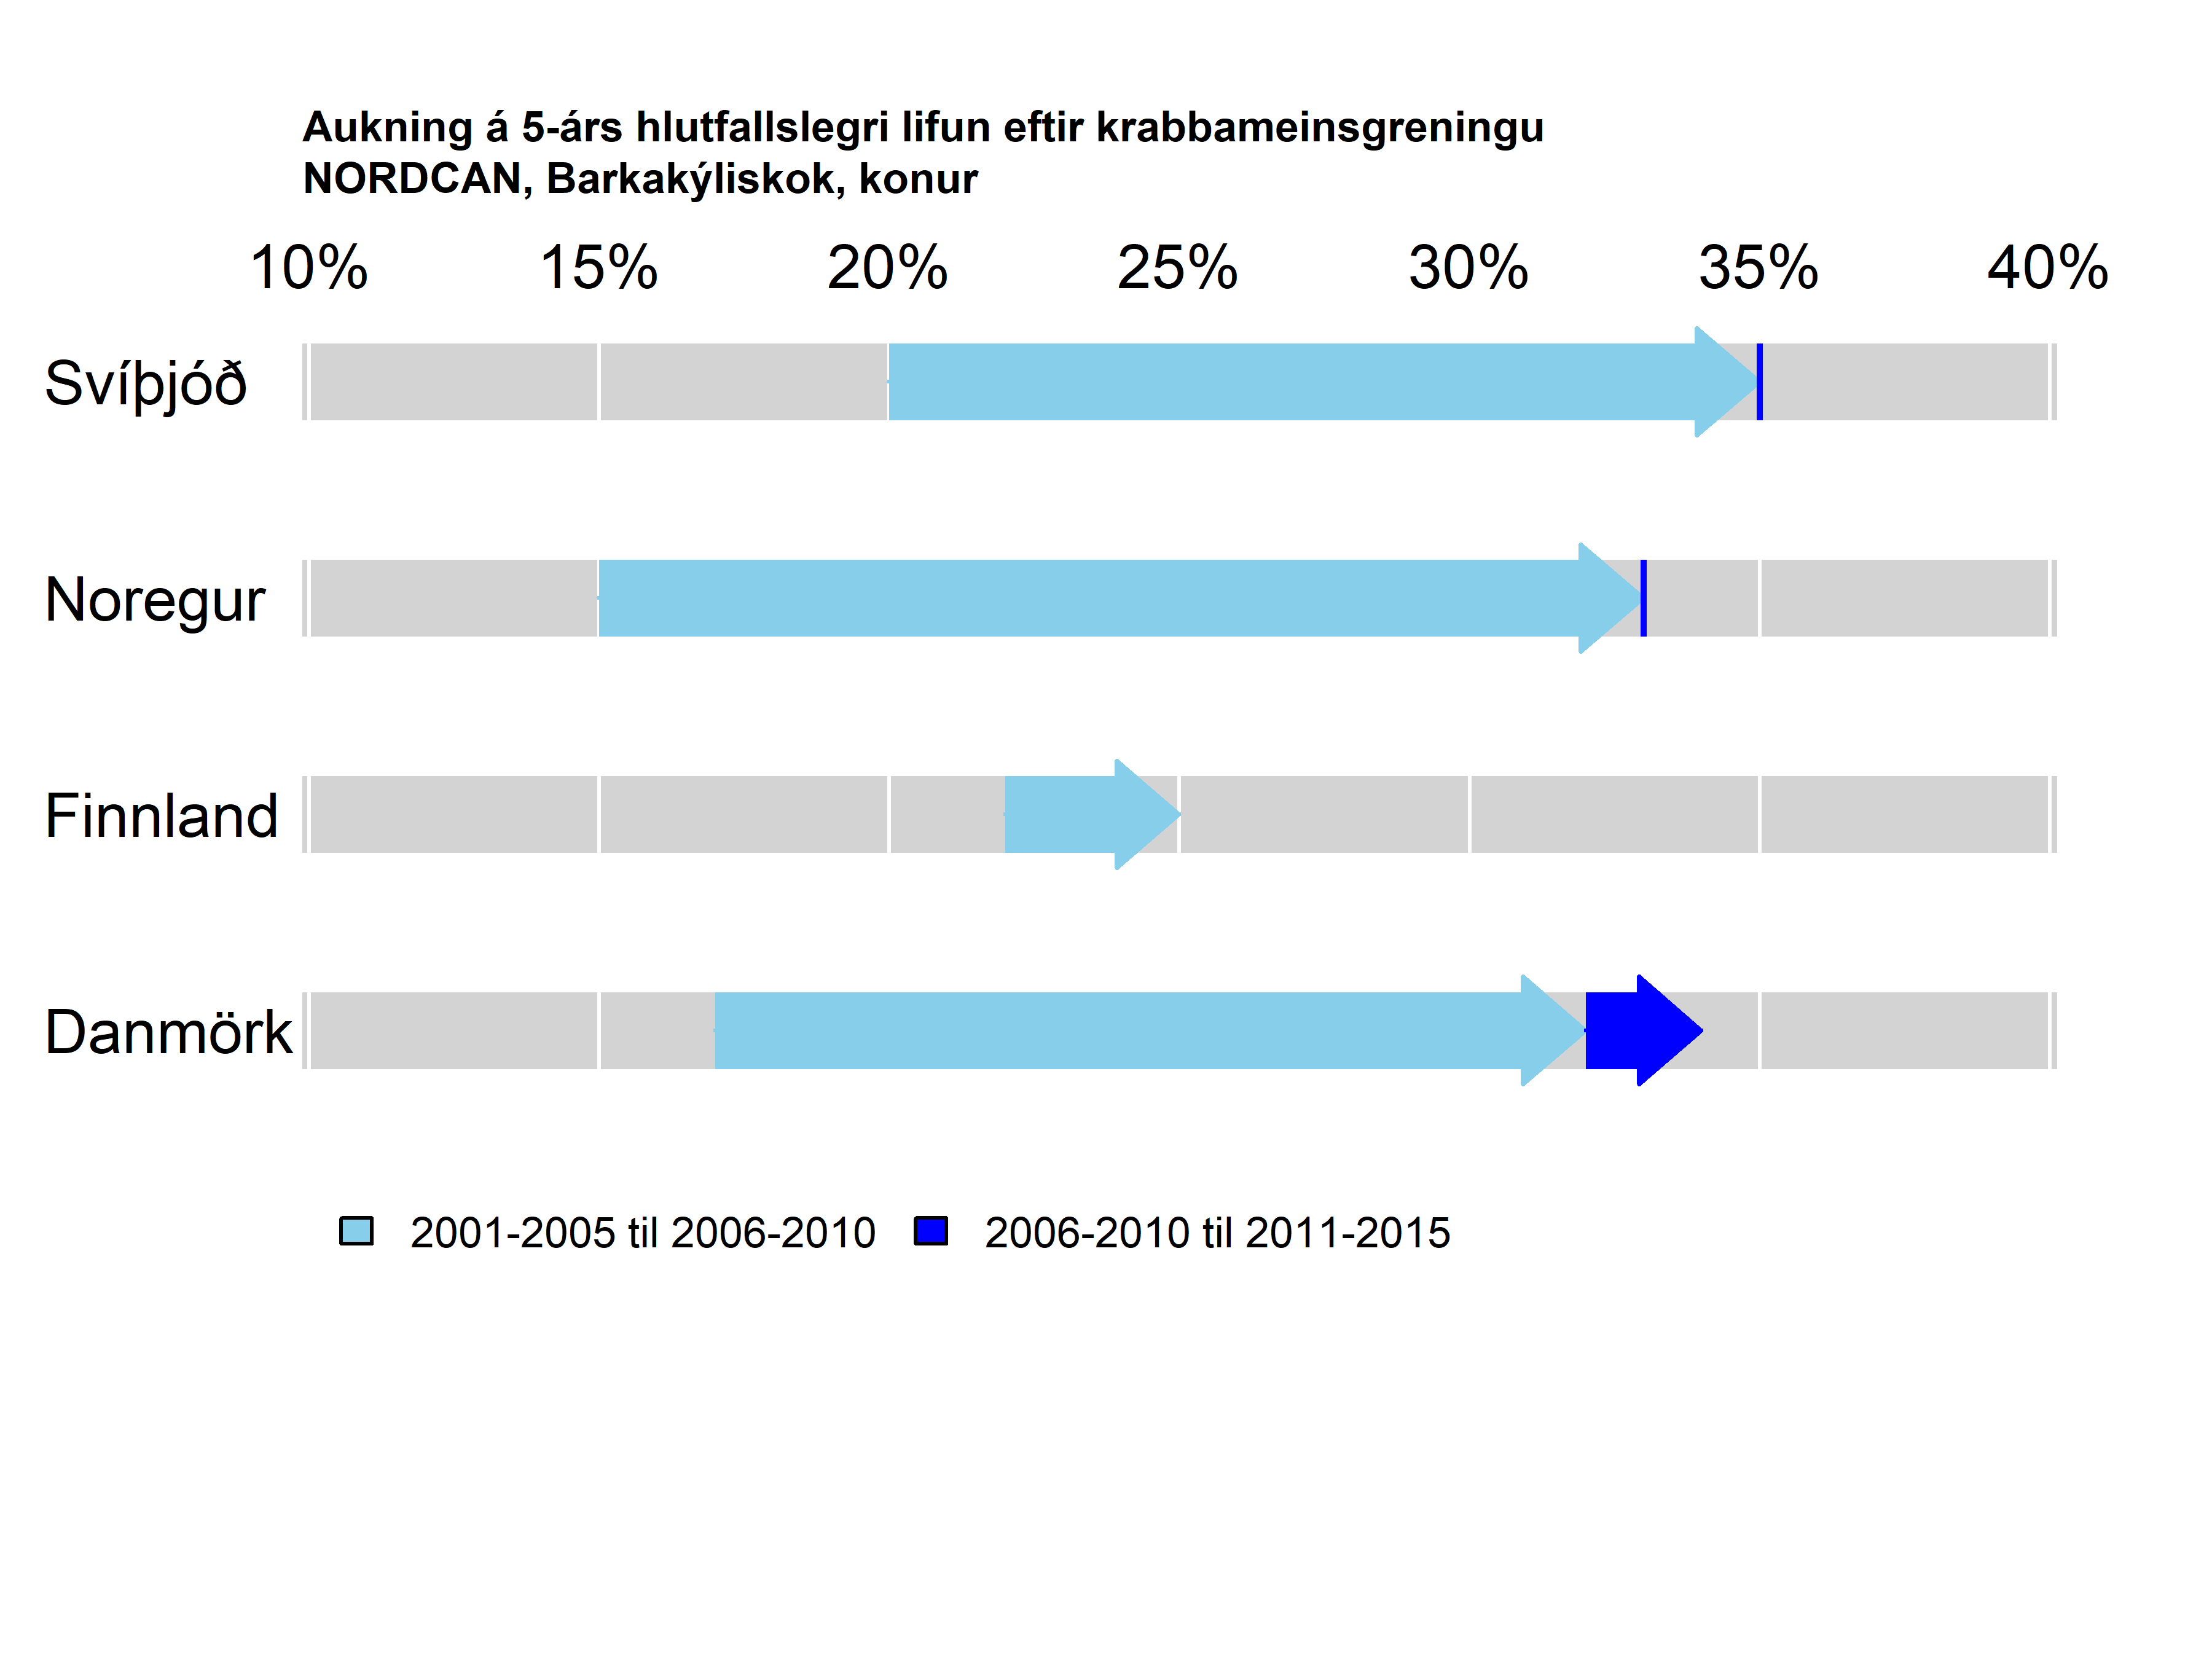 Aukning á 5-árs hlutfallslegri lifun eftir krabbameinsgreningu
NORDCAN, Barkakýliskok, konur
10% 15% 20% 25% 30% 35% 40%
Svíþjóð
Noregur
Finnland
Danmörk
2001-2005 til 2006-2010 2006-2010 til 2011-2015